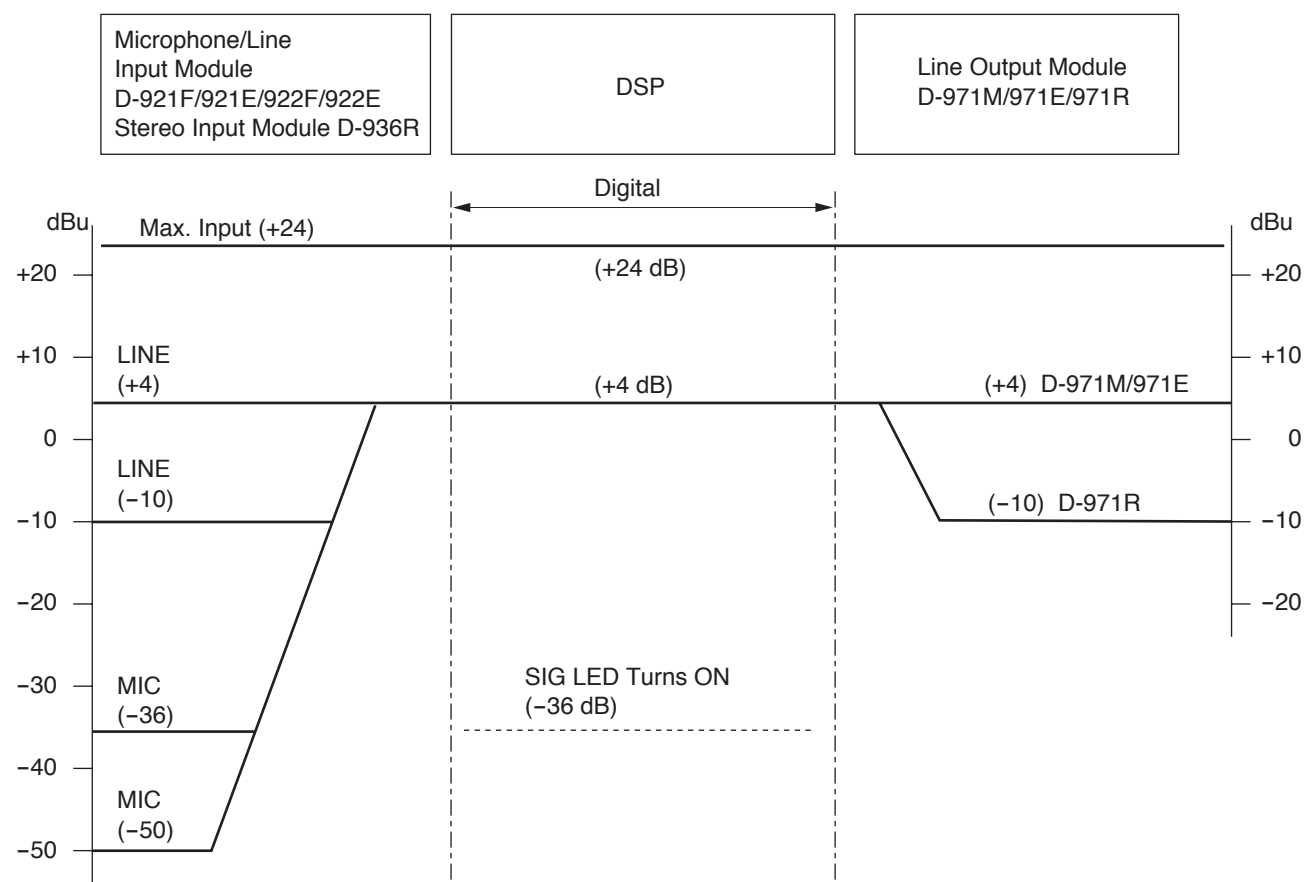 Microphone/Line
Input Module
D-921F/921E/922F/922E
Stereo Input Module D-936R
DSP
Line Output Module
D-971M/971E/971R
Digital
dBu
Max. Input (+24)
dBu
+20
(+24 dB)
+20
+10
LINE
(+4)
(+4 dB)
(+4) D-971M/971E
+10
0
0
LINE
(−10)
(−10) D-971R
−10
−10
−20
−20
−30
MIC
(−36)
SIG LED Turns ON
(−36 dB)
−40
MIC
(−50)
−50